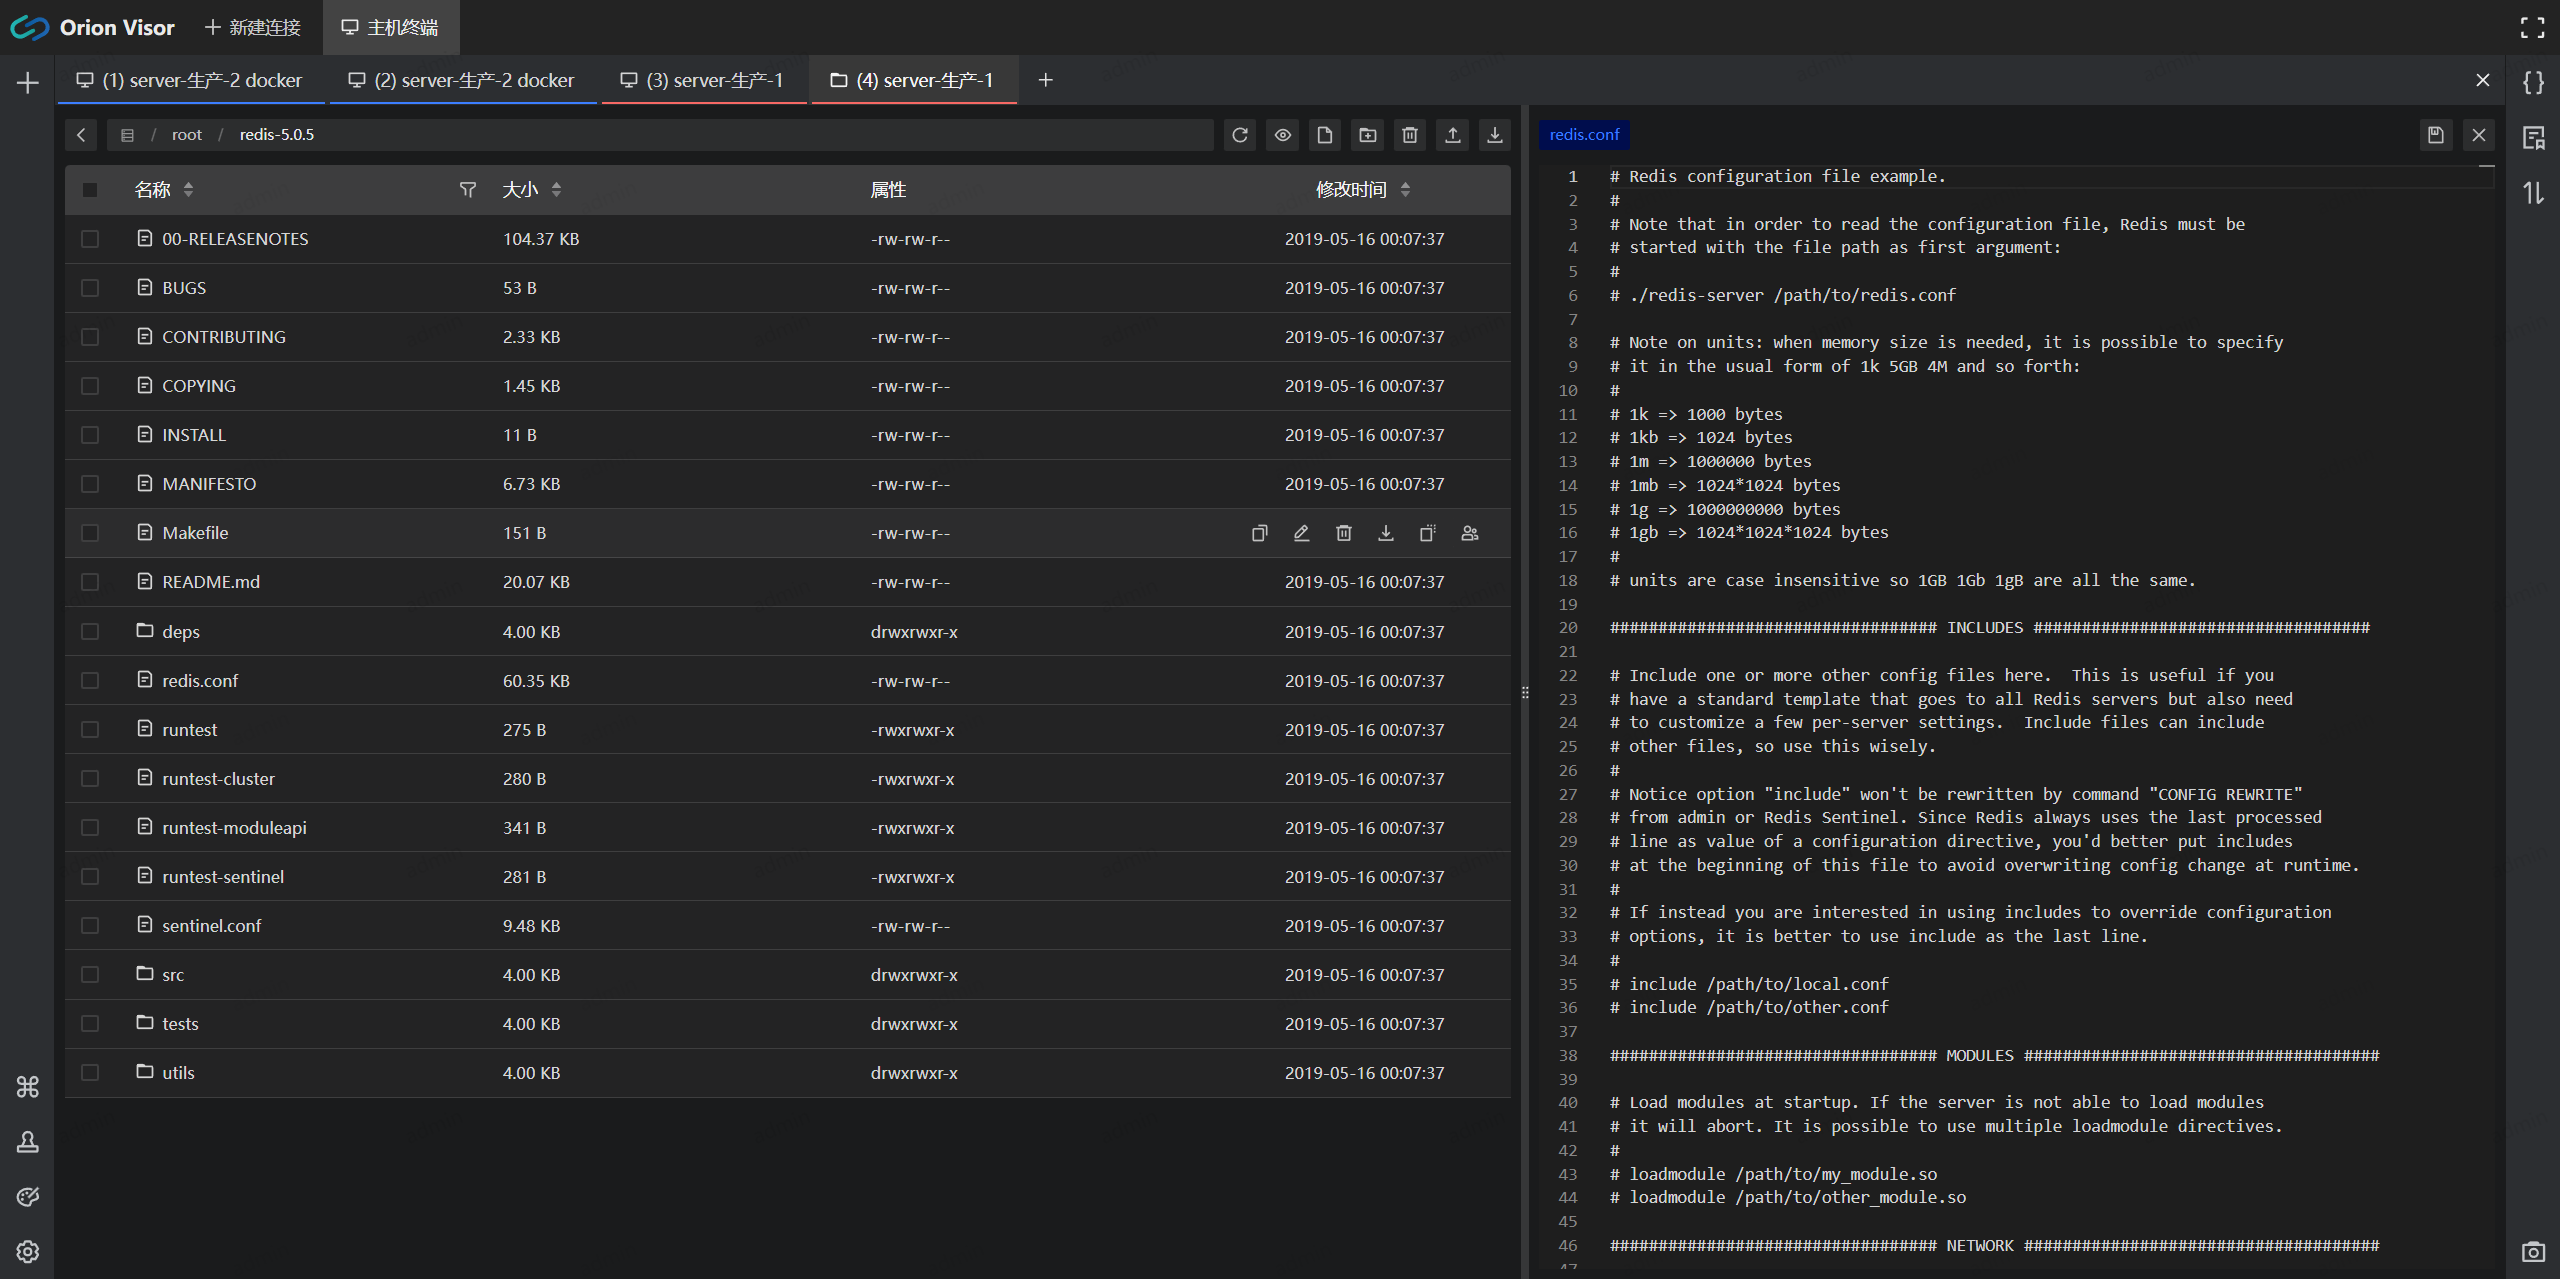 Orion Visor
新建连接
主机终端
(1) server-生产-2 docker
(2) server-生产-2 docker
(3) server-生产-1
(4) server-生产-1
/ root / redis-5.0.5
名称 大小 属性 修改时间
00-RELEASENOTES 104.37 KB -rw-rw-r-- 2019-05-16 00:07:37
BUGS 53 B -rw-rw-r-- 2019-05-16 00:07:37
CONTRIBUTING 2.33 KB -rw-rw-r-- 2019-05-16 00:07:37
COPYING 1.45 KB -rw-rw-r-- 2019-05-16 00:07:37
INSTALL 11 B -rw-rw-r-- 2019-05-16 00:07:37
MANIFESTO 6.73 KB -rw-rw-r-- 2019-05-16 00:07:37
Makefile 151 B -rw-rw-r--
README.md 20.07 KB -rw-rw-r-- 2019-05-16 00:07:37
deps 4.00 KB drwxrwxr-x 2019-05-16 00:07:37
redis.conf 60.35 KB -rw-rw-r-- 2019-05-16 00:07:37
runtest 275 B -rwxrwxr-x 2019-05-16 00:07:37
runtest-cluster 280 B -rwxrwxr-x 2019-05-16 00:07:37
runtest-moduleapi 341 B -rwxrwxr-x 2019-05-16 00:07:37
runtest-sentinel 281 B -rwxrwxr-x 2019-05-16 00:07:37
sentinel.conf 9.48 KB -rw-rw-r-- 2019-05-16 00:07:37
src 4.00 KB drwxrwxr-x 2019-05-16 00:07:37
tests 4.00 KB drwxrwxr-x 2019-05-16 00:07:37
utils 4.00 KB drwxrwxr-x 2019-05-16 00:07:37
redis.conf
1 # Redis configuration file example.
2 #
3 # Note that in order to read the configuration file, Redis must be
4 # started with the file path as first argument:
5 #
6 # ./redis-server /path/to/redis.conf
7
8 # Note on units: when memory size is needed, it is possible to specify
9 # it in the usual form of 1k 5GB 4M and so forth:
10 #
11 # 1k => 1000 bytes
12 # 1kb => 1024 bytes
13 # 1m => 1000000 bytes
14 # 1mb => 1024*1024 bytes
15 # 1g => 1000000000 bytes
16 # 1gb => 1024*1024*1024 bytes
17 #
18 # units are case insensitive so 1GB 1Gb 1gB are all the same.
19
20 ################################## INCLUDES ###################################
21
22 # Include one or more other config files here.  This is useful if you
23 # have a standard template that goes to all Redis servers but also need
24 # to customize a few per-server settings.  Include files can include
25 # other files, so use this wisely.
26 #
27 # Notice option "include" won't be rewritten by command "CONFIG REWRITE"
28 # from admin or Redis Sentinel. Since Redis always uses the last processed
29 # line as value of a configuration directive, you'd better put includes
30 # at the beginning of this file to avoid overwriting config change at runtime.
31 #
32 # If instead you are interested in using includes to override configuration
33 # options, it is better to use include as the last line.
34 #
35 # include /path/to/local.conf
36 # include /path/to/other.conf
37
38 ################################## MODULES #####################################
39
40 # Load modules at startup. If the server is not able to load modules
41 # it will abort. It is possible to use multiple loadmodule directives.
42 #
43 # loadmodule /path/to/my_module.so
44 # loadmodule /path/to/other_module.so
45
46 ################################## NETWORK #####################################
47